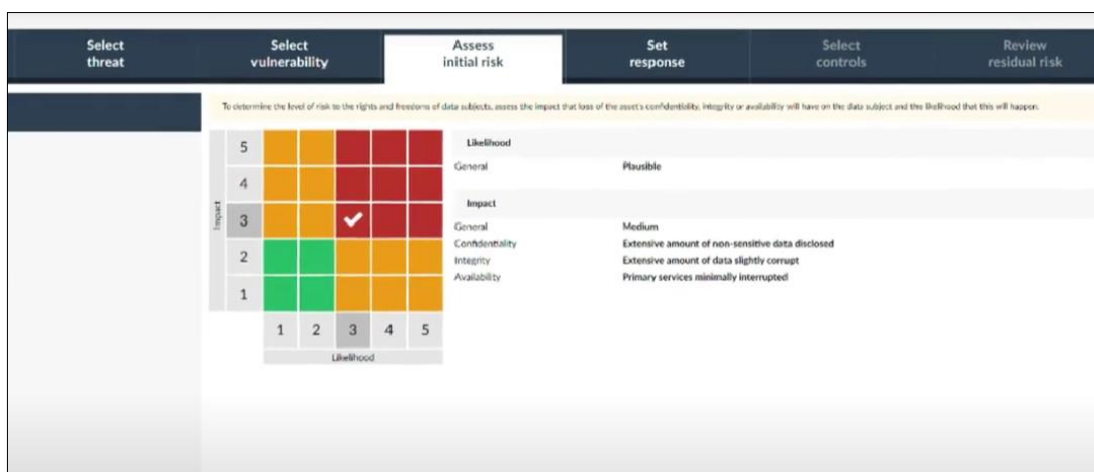 Select threat
Select vulnerability
Assess initial risk
Set response
Select controls
Review residual risk
To determine the level of risk to the rights and freedoms of data subjects, assess the impact that loss of the asset's confidentiality, integrity or availability will have on the data subject and the likelihood that this will happen.
Impact
5
4
3
2
1
1 2 3 4 5
Likelihood
Likelihood
General Plausible
Impact
General Medium
Confidentiality Extensive amount of non-sensitive data disclosed
Integrity Extensive amount of data slightly corrupt
Availability Primary services minimally interrupted